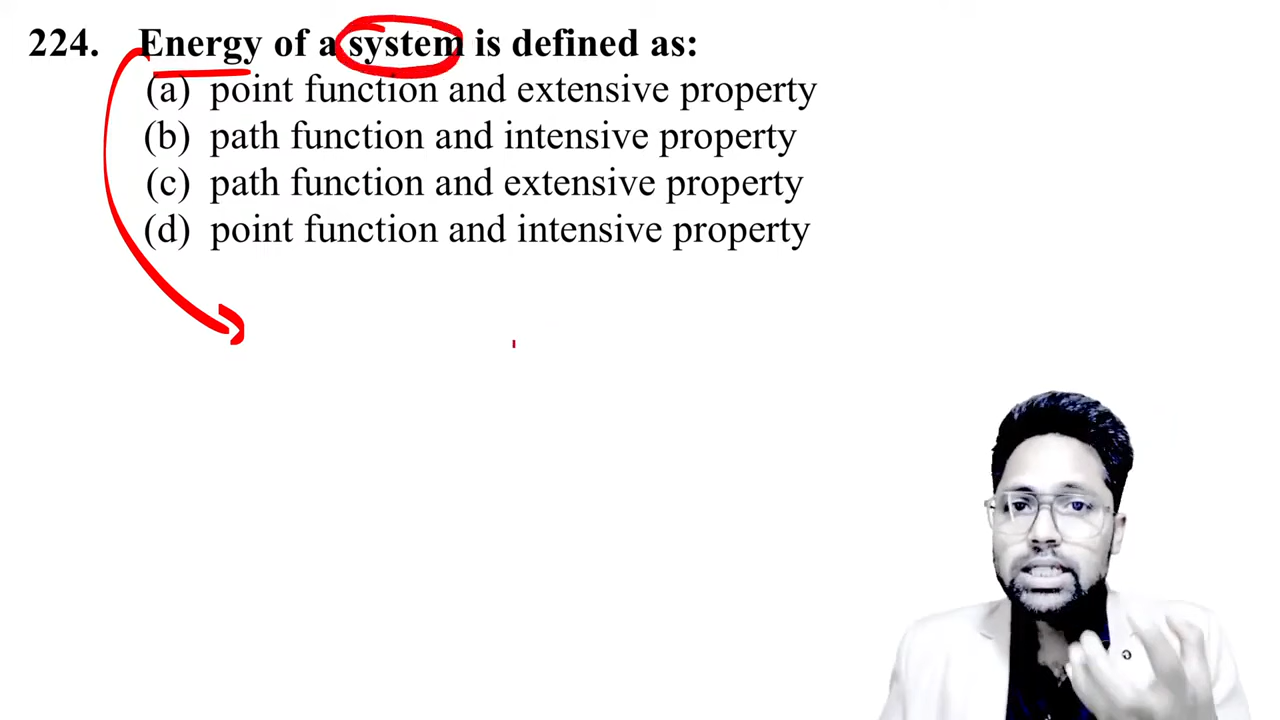 224. Energy of a system is defined as:
(a) point function and extensive property
(b) path function and intensive property
(c) path function and extensive property
(d) point function and intensive property